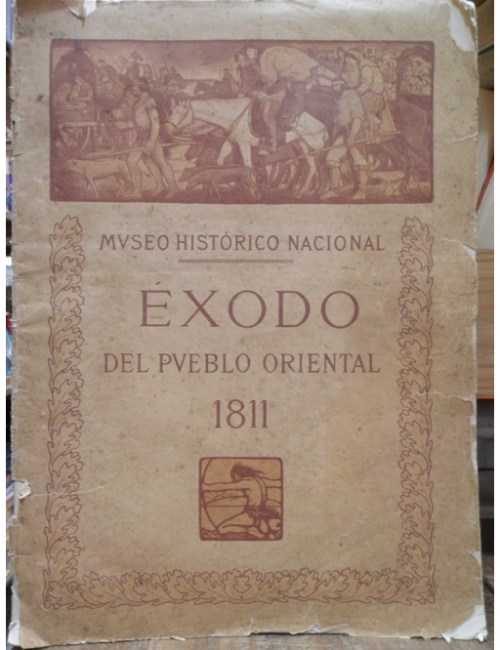 MVSEO HISTÓRICO NACIONAL
ÉXODO
DEL PVEBLO ORIENTAL
1811